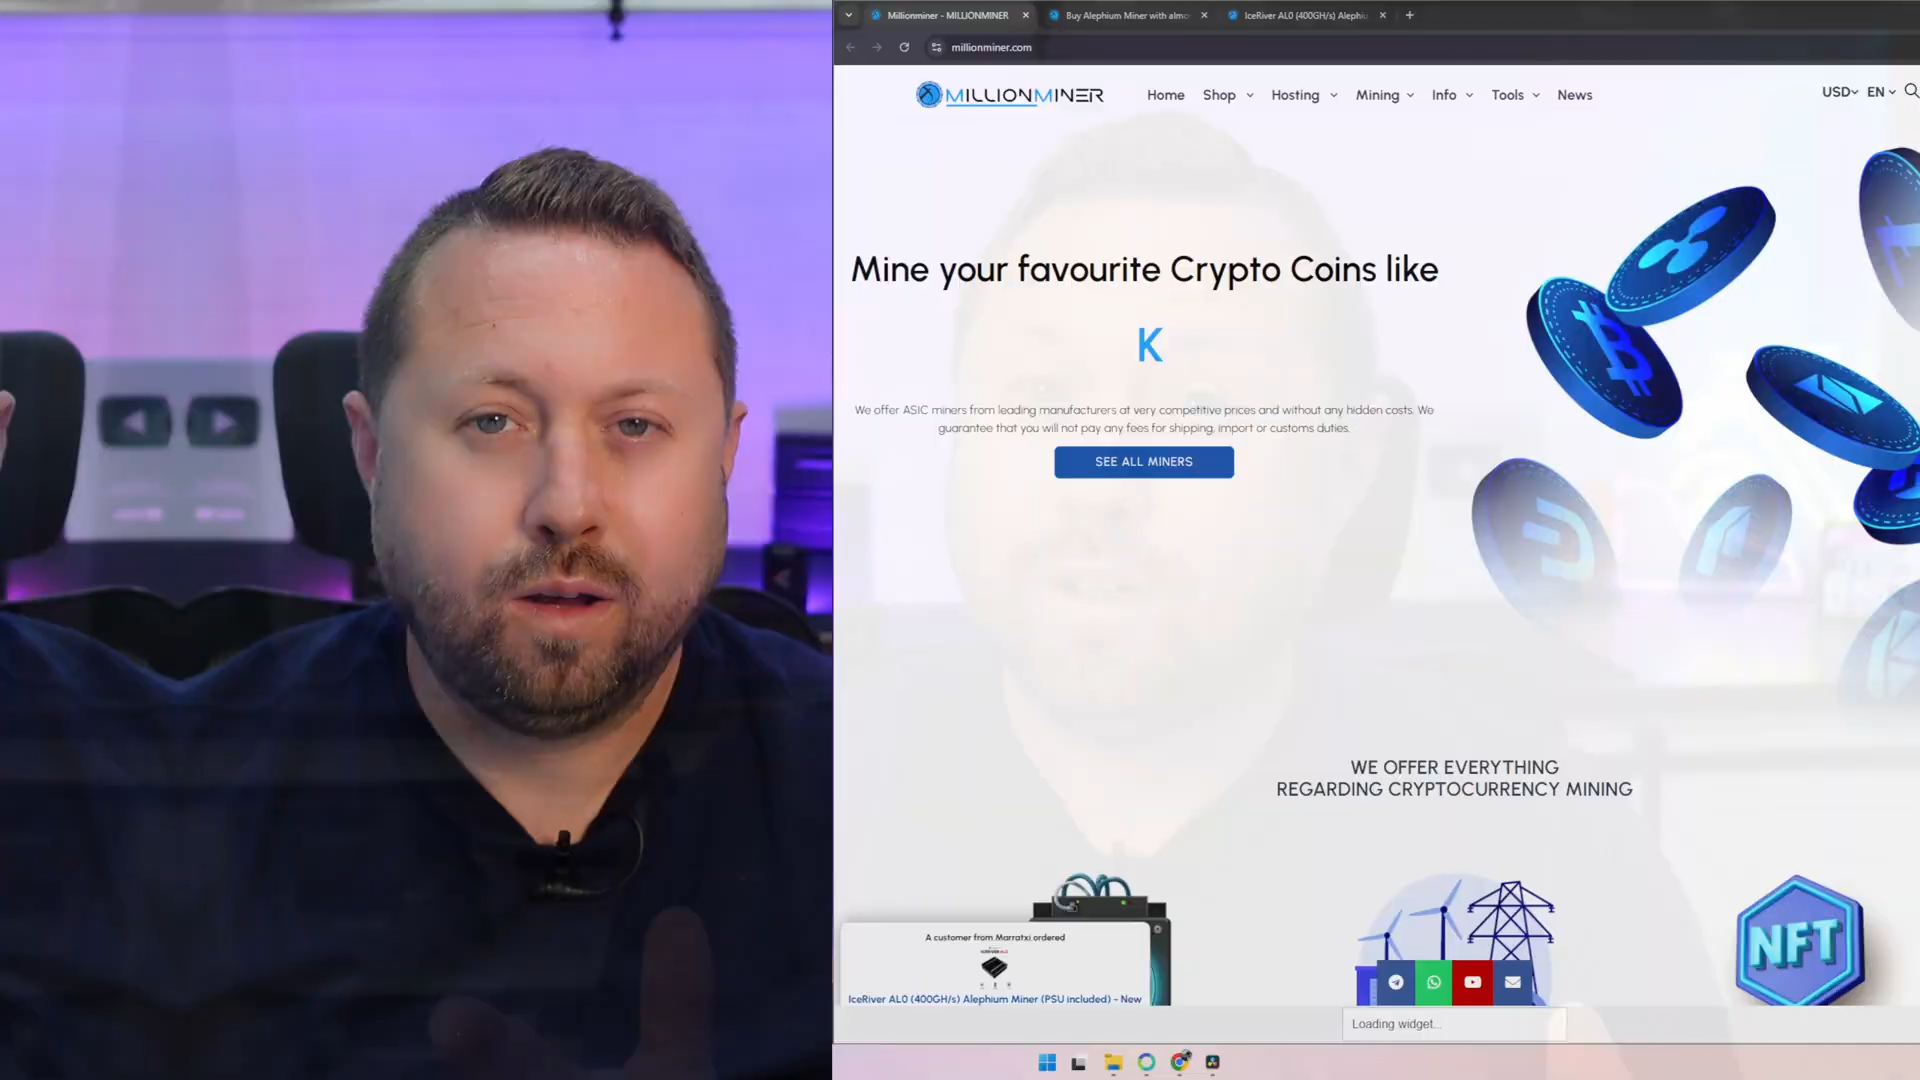 Millionminer - MILLIONMINER
Buy Alephium Miner with almo
IceRiver AL0 (400GH/s) Alephiu
millionminer.com
MILLIONMINER
Home
Shop
Hosting
Mining
Info
Tools
News
USD
EN
Mine your favourite Crypto Coins like
K
We offer ASIC miners from leading manufacturers at very competitive prices and without any hidden costs. We
guarantee that you will not pay any fees for shipping, import or customs duties.
SEE ALL MINERS
WE OFFER EVERYTHING
REGARDING CRYPTOCURRENCY MINING
A customer from Marratxi ordered
IceRiver AL0 (400GH/s) Alephium Miner (PSU included) - New
NFT
Loading widget...